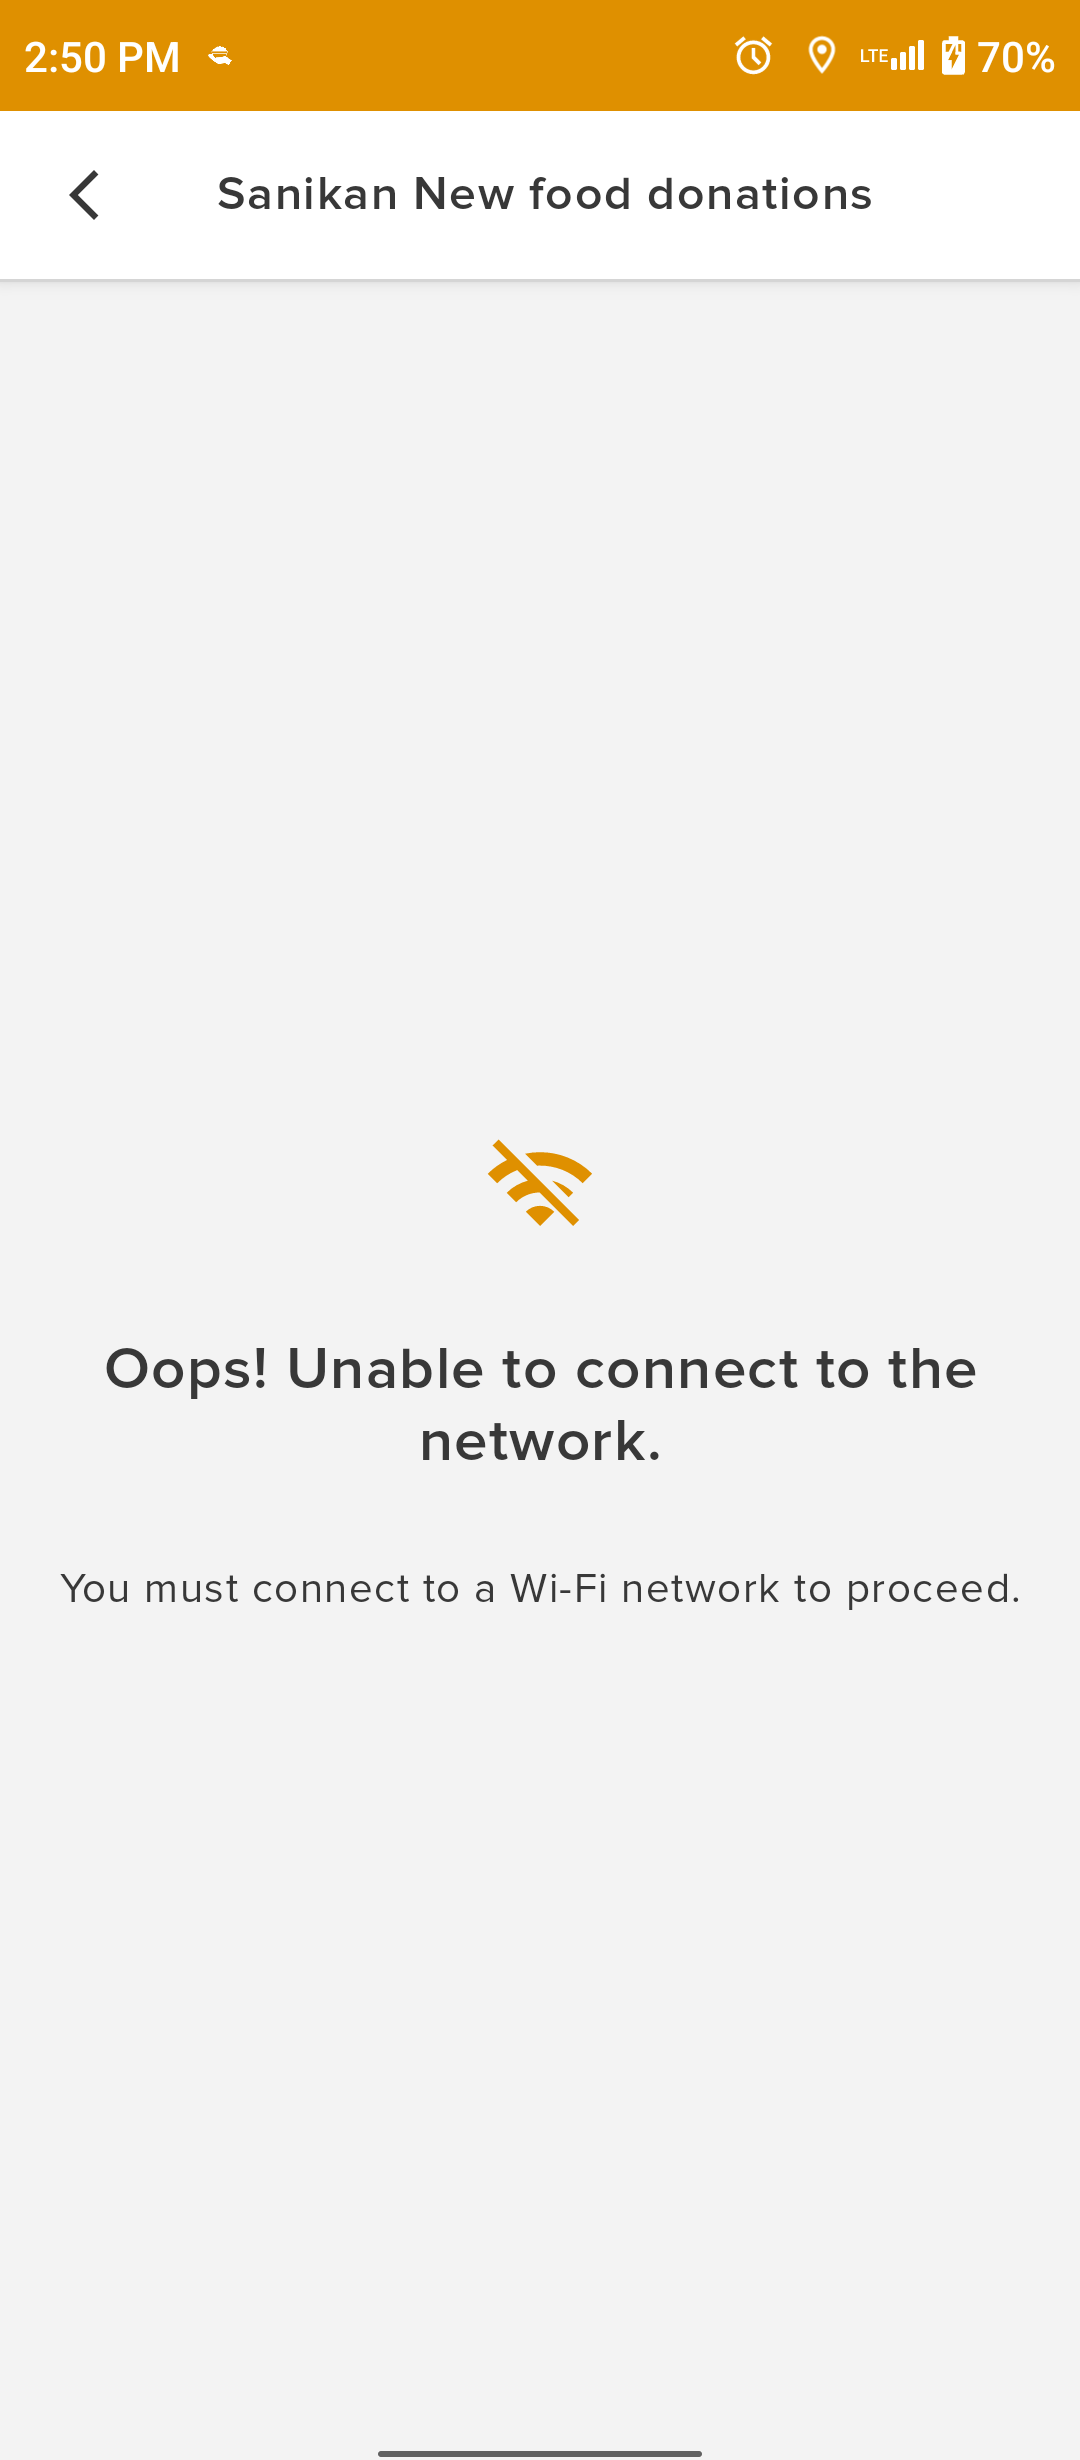 2:50 PM LTE 70%
Sanikan New food donations
Oops! Unable to connect to the
network.
You must connect to a Wi-Fi network to proceed.